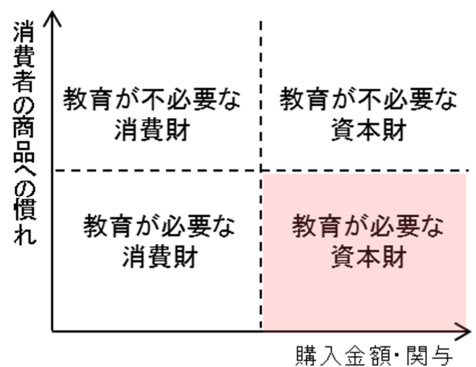 消費者の商品への慣れ
教育が不必要な
消費財
教育が不必要な
資本財
教育が必要な
消費財
教育が必要な
資本財
購入金額・関与